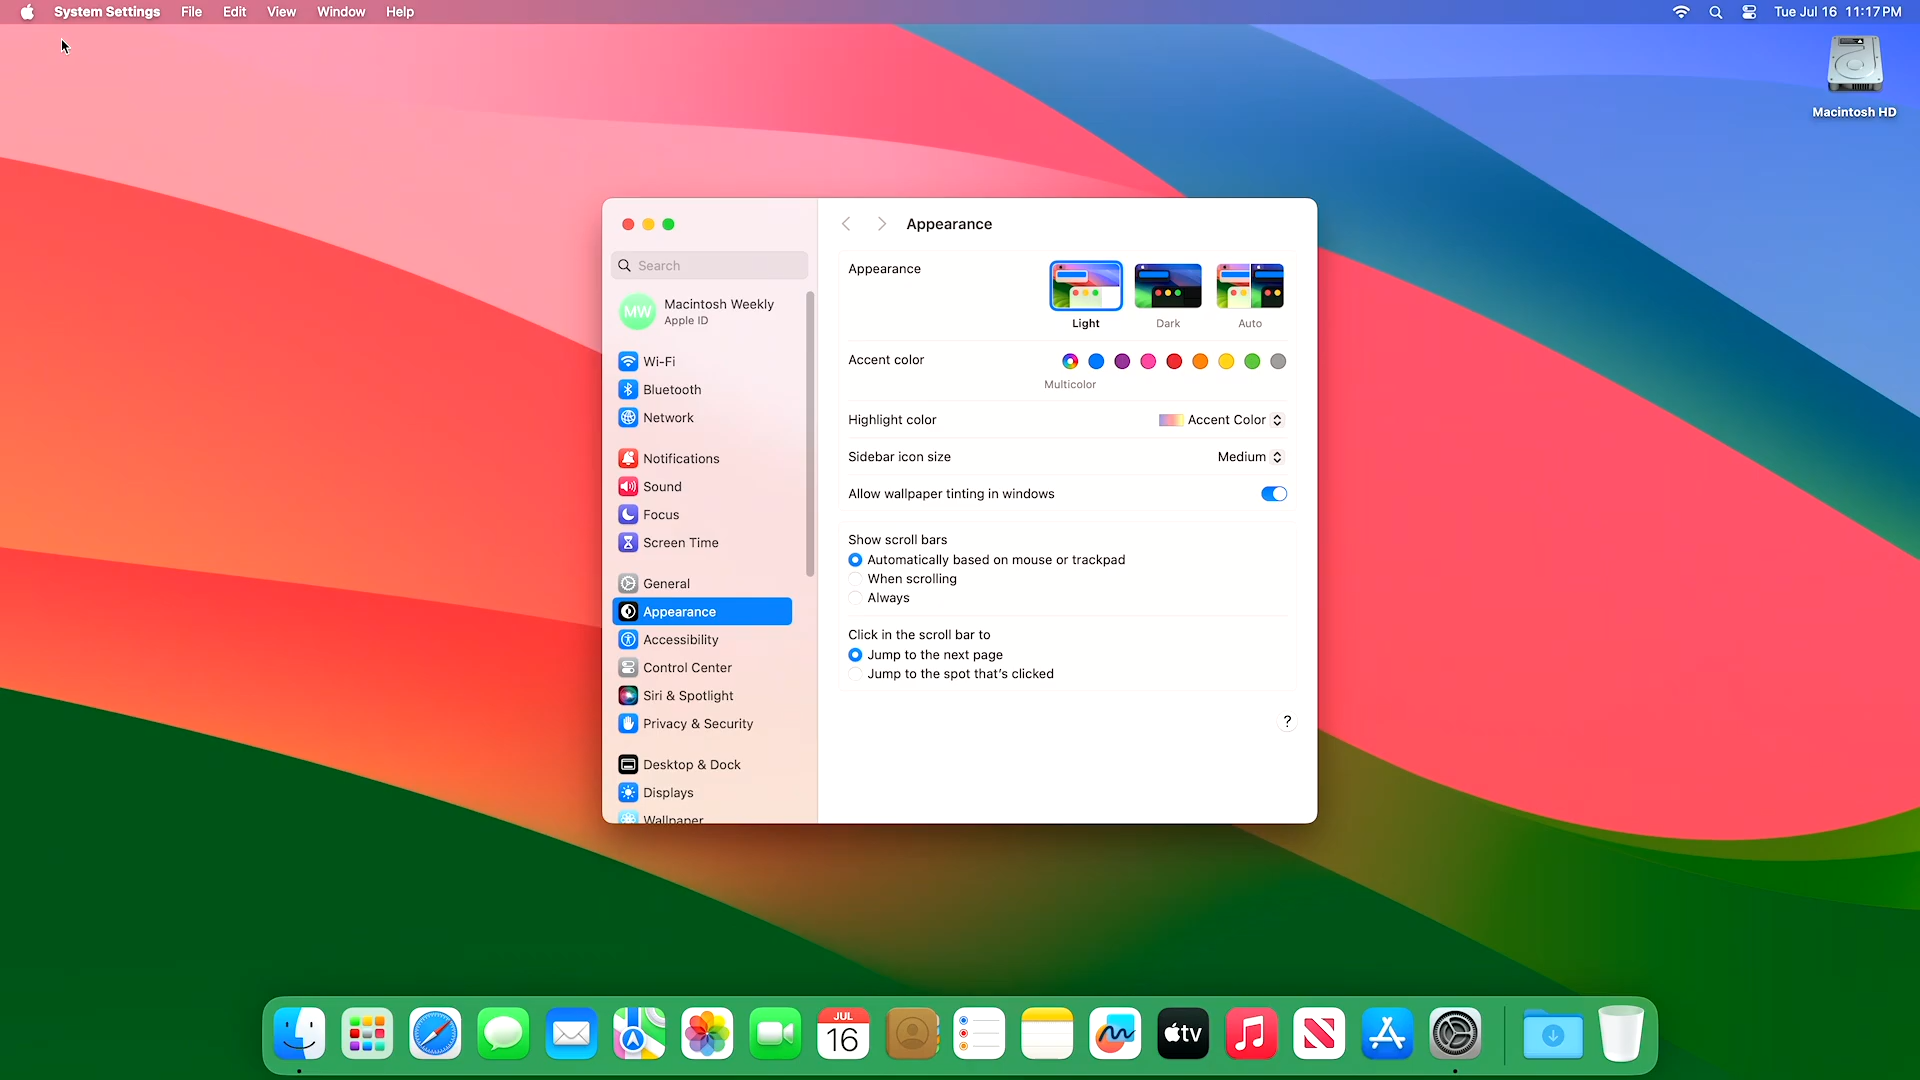 System Settings File Edit View Window Help Tue Jul 16 11:17 PM
Macintosh HD
Search
MW
Macintosh Weekly
Apple ID
Wi-Fi
Bluetooth
Network
Notifications
Sound
Focus
Screen Time
General
Appearance
Accessibility
Control Center
Siri & Spotlight
Privacy & Security
Desktop & Dock
Displays
Wallpaper
Appearance
Appearance
Light Dark Auto
Accent color
Multicolor
Highlight color Accent Color
Sidebar icon size Medium
Allow wallpaper tinting in windows
Show scroll bars
Automatically based on mouse or trackpad
When scrolling
Always
Click in the scroll bar to
Jump to the next page
Jump to the spot that's clicked
?
JUL
16
tv